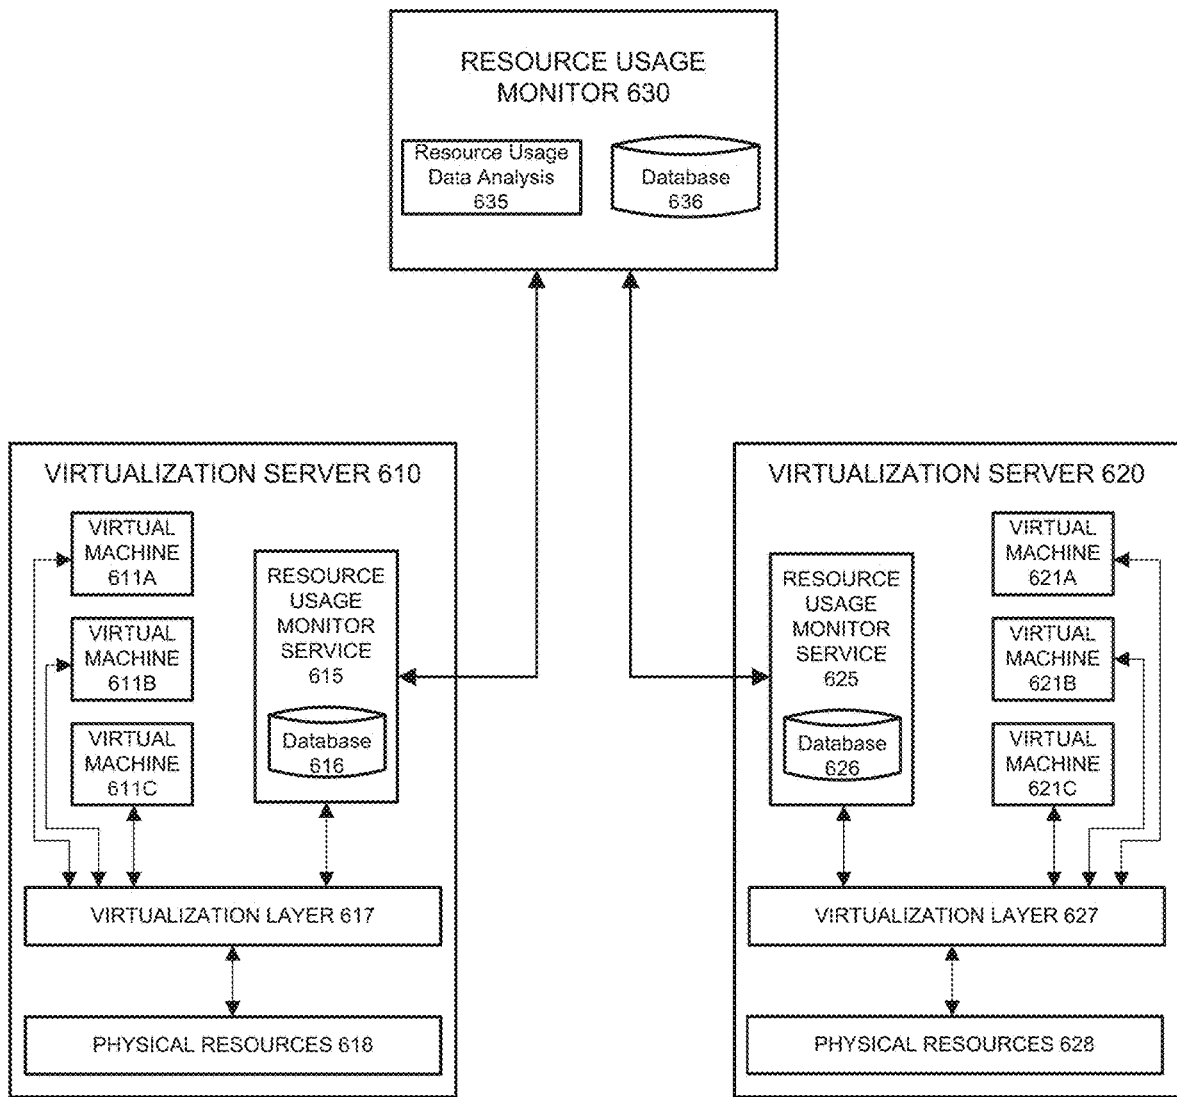 RESOURCE USAGE
MONITOR 630
Resource Usage
Data Analysis
635
Database
636
VIRTUALIZATION SERVER 610
VIRTUAL
MACHINE
611A
VIRTUAL
MACHINE
611B
VIRTUAL
MACHINE
611C
RESOURCE
USAGE
MONITOR
SERVICE
615
Database
616
VIRTUALIZATION LAYER 617
PHYSICAL RESOURCES 618
VIRTUALIZATION SERVER 620
RESOURCE
USAGE
MONITOR
SERVICE
625
Database
626
VIRTUAL
MACHINE
621A
VIRTUAL
MACHINE
621B
VIRTUAL
MACHINE
621C
VIRTUALIZATION LAYER 627
PHYSICAL RESOURCES 628